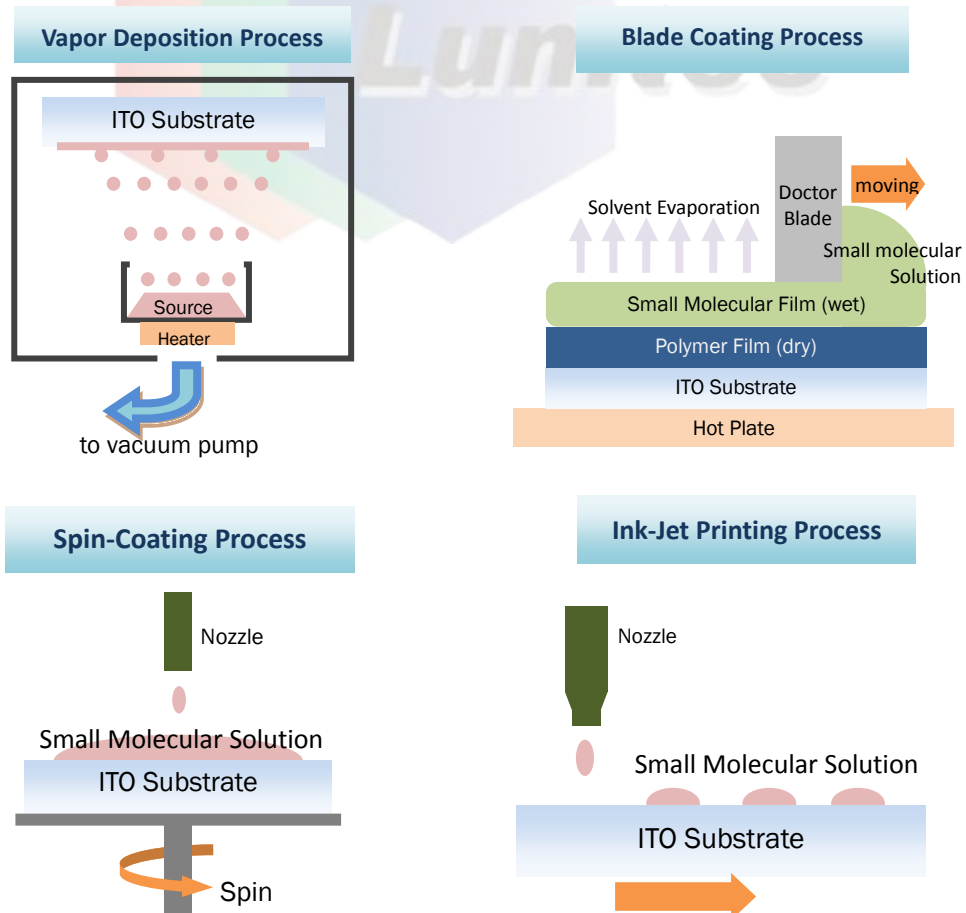 Vapor Deposition Process
ITO Substrate
Source
Heater
to vacuum pump
Blade Coating Process
Doctor
Blade
moving
Solvent Evaporation
Small molecular
Solution
Small Molecular Film (wet)
Polymer Film (dry)
ITO Substrate
Hot Plate
Spin-Coating Process
Nozzle
Small Molecular Solution
ITO Substrate
Spin
Ink-Jet Printing Process
Nozzle
Small Molecular Solution
ITO Substrate